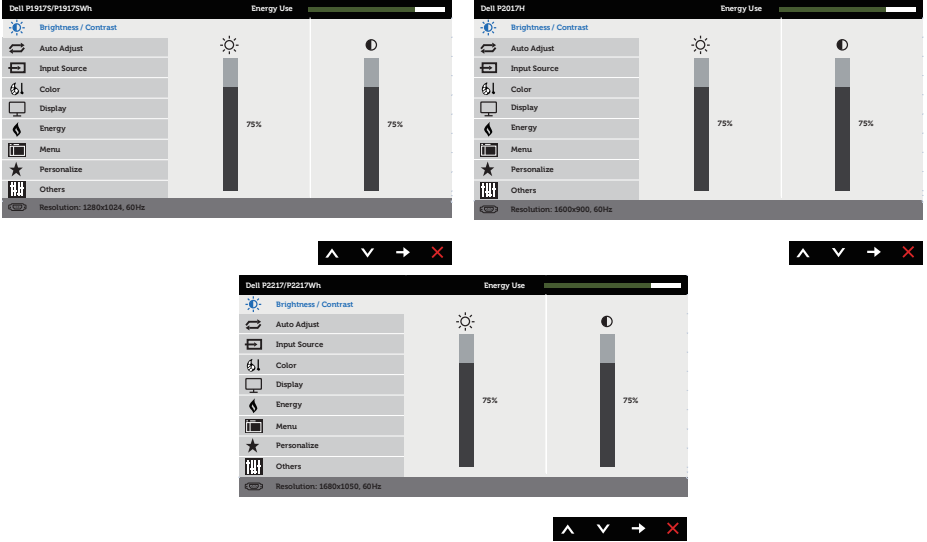 Dell P1917S/P1917SWh Energy Use
Brightness / Contrast
Auto Adjust
Input Source
Color
Display
Energy
Menu
Personalize
Others
75% 75%
Resolution: 1280x1024, 60Hz
Dell P2017H Energy Use
Brightness / Contrast
Auto Adjust
Input Source
Color
Display
Energy
Menu
Personalize
Others
75% 75%
Resolution: 1600x900, 60Hz
Dell P2217/P2217Wh Energy Use
Brightness / Contrast
Auto Adjust
Input Source
Color
Display
Energy
Menu
Personalize
Others
75% 75%
Resolution: 1680x1050, 60Hz